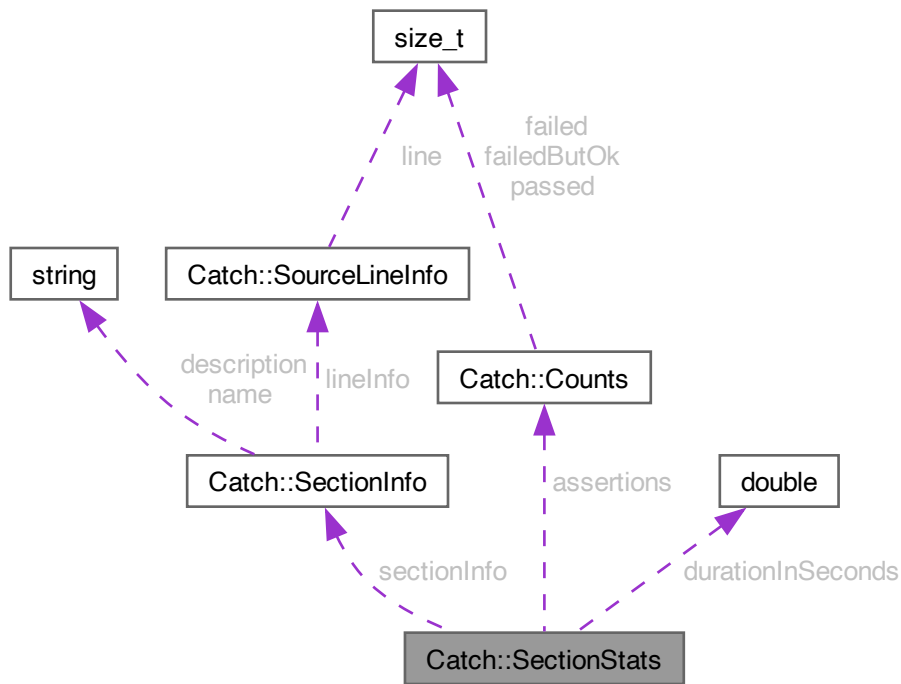 size_t
failed
failedButOk
passed
line
string
Catch::SourceLineInfo
description
name
lineInfo
Catch::Counts
Catch::SectionInfo
assertions
double
sectionInfo
durationInSeconds
Catch::SectionStats